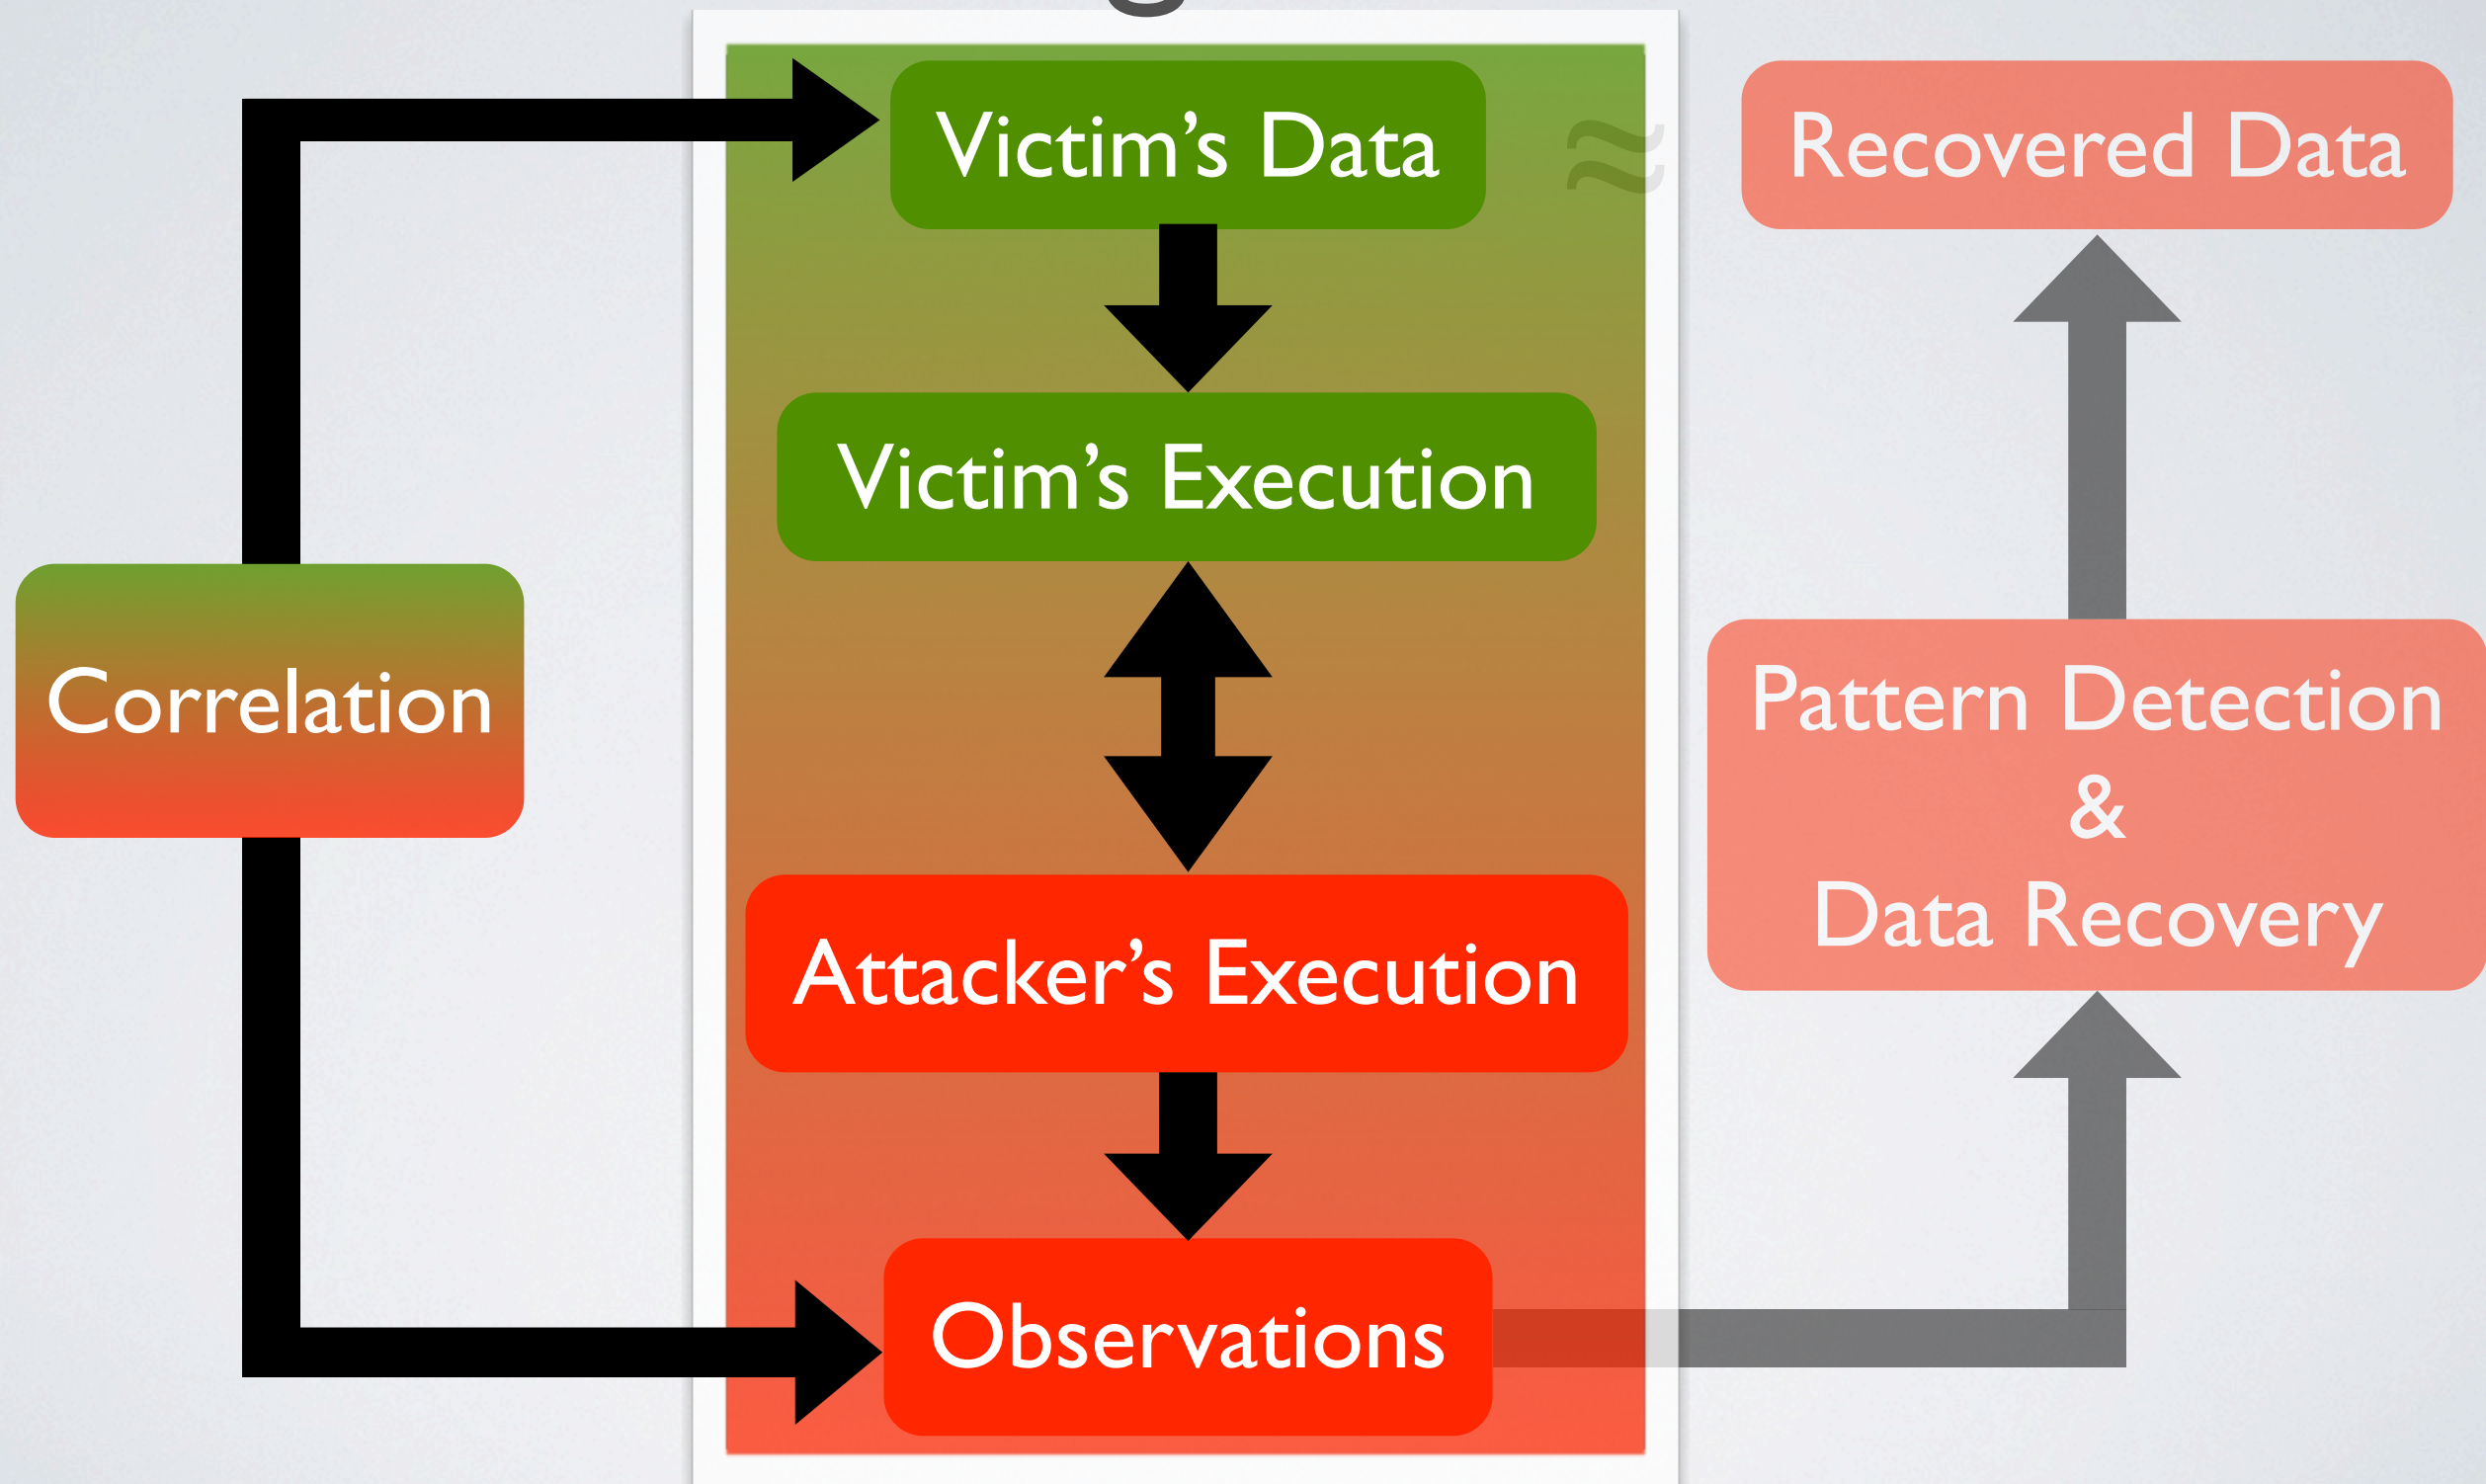 Victim’s Data
≈
Recovered Data
Victim’s Execution
Correlation
Pattern Detection
&
Data Recovery
Attacker’s Execution
Observations